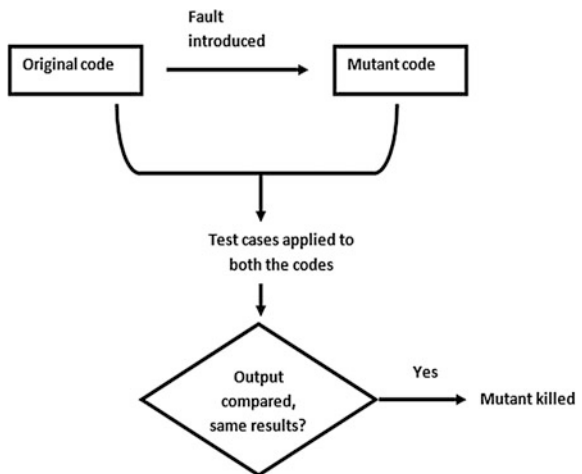 Fault
introduced
Original code
Mutant code
Test cases applied to
both the codes
Output
compared,
same results?
Yes
Mutant killed